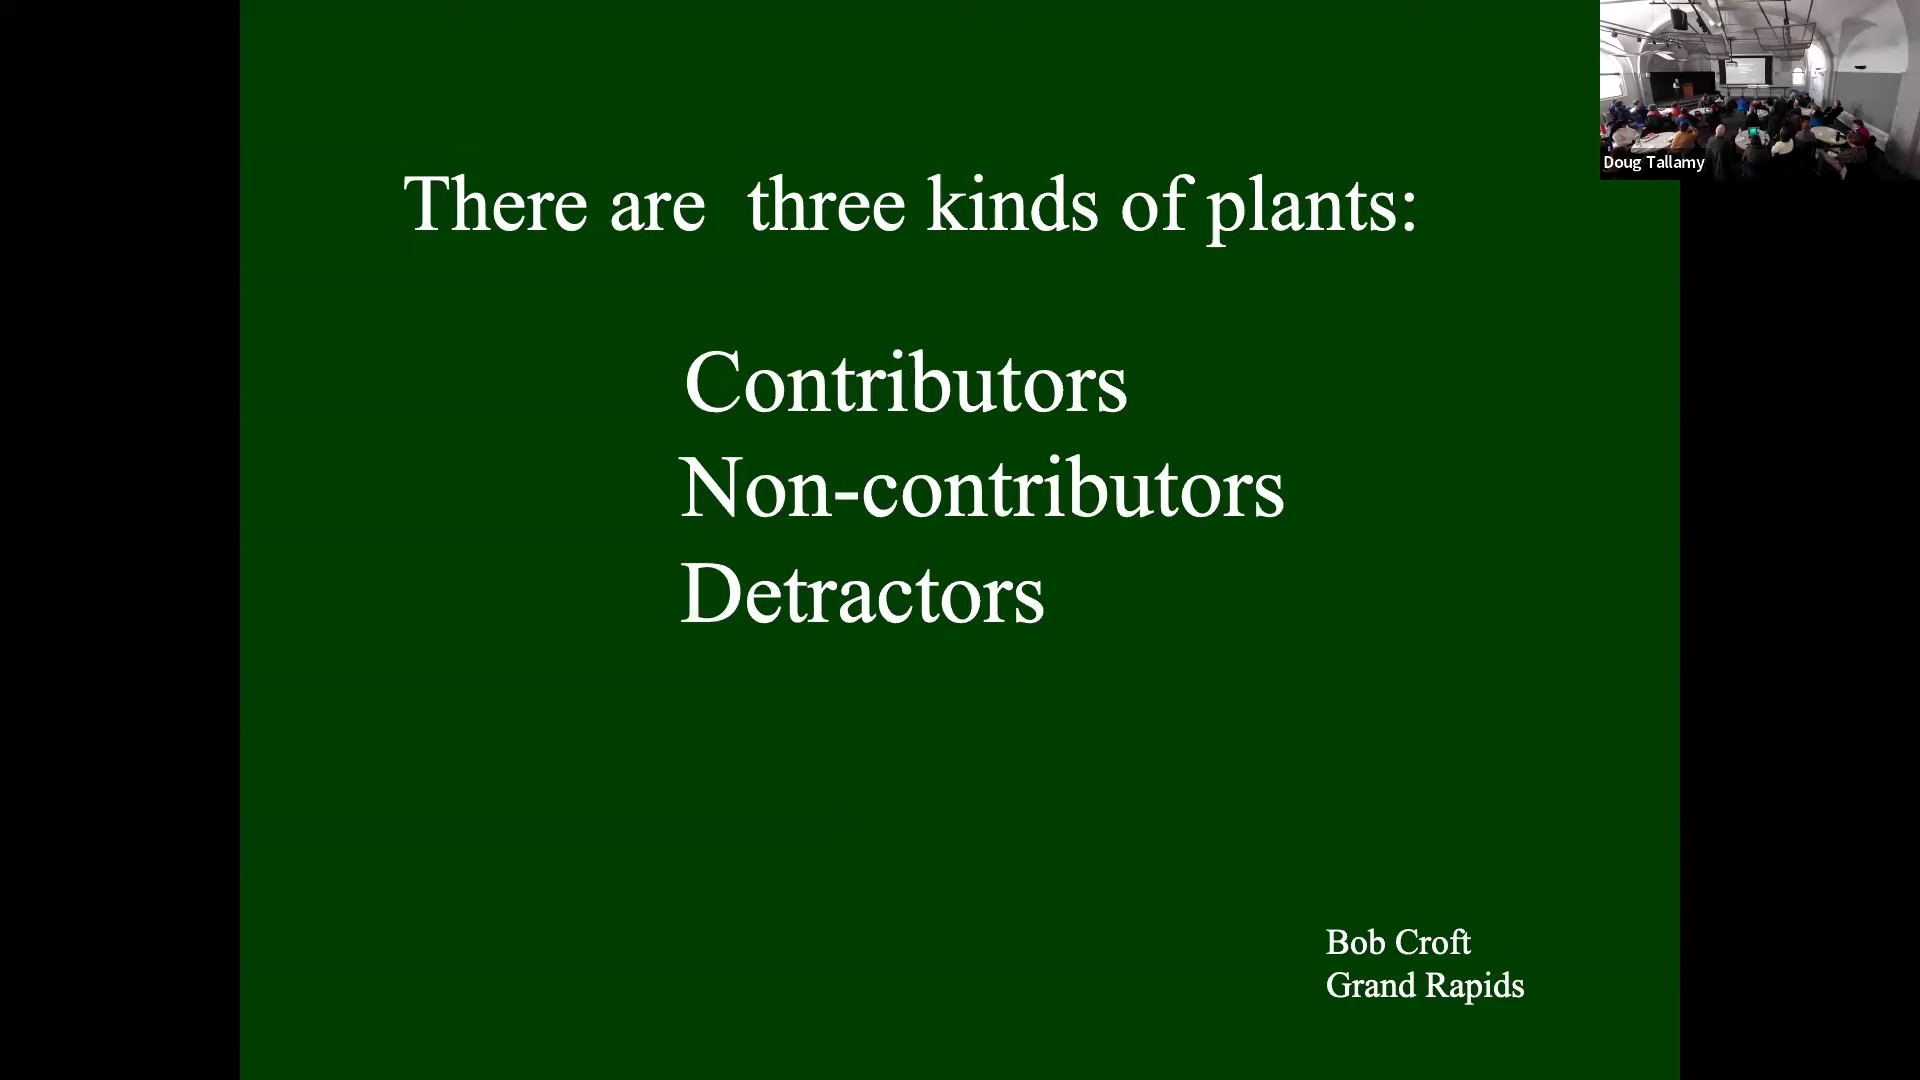 There are  three kinds of plants:
Contributors
Non-contributors
Detractors
Bob Croft
Grand Rapids
Doug Tallamy